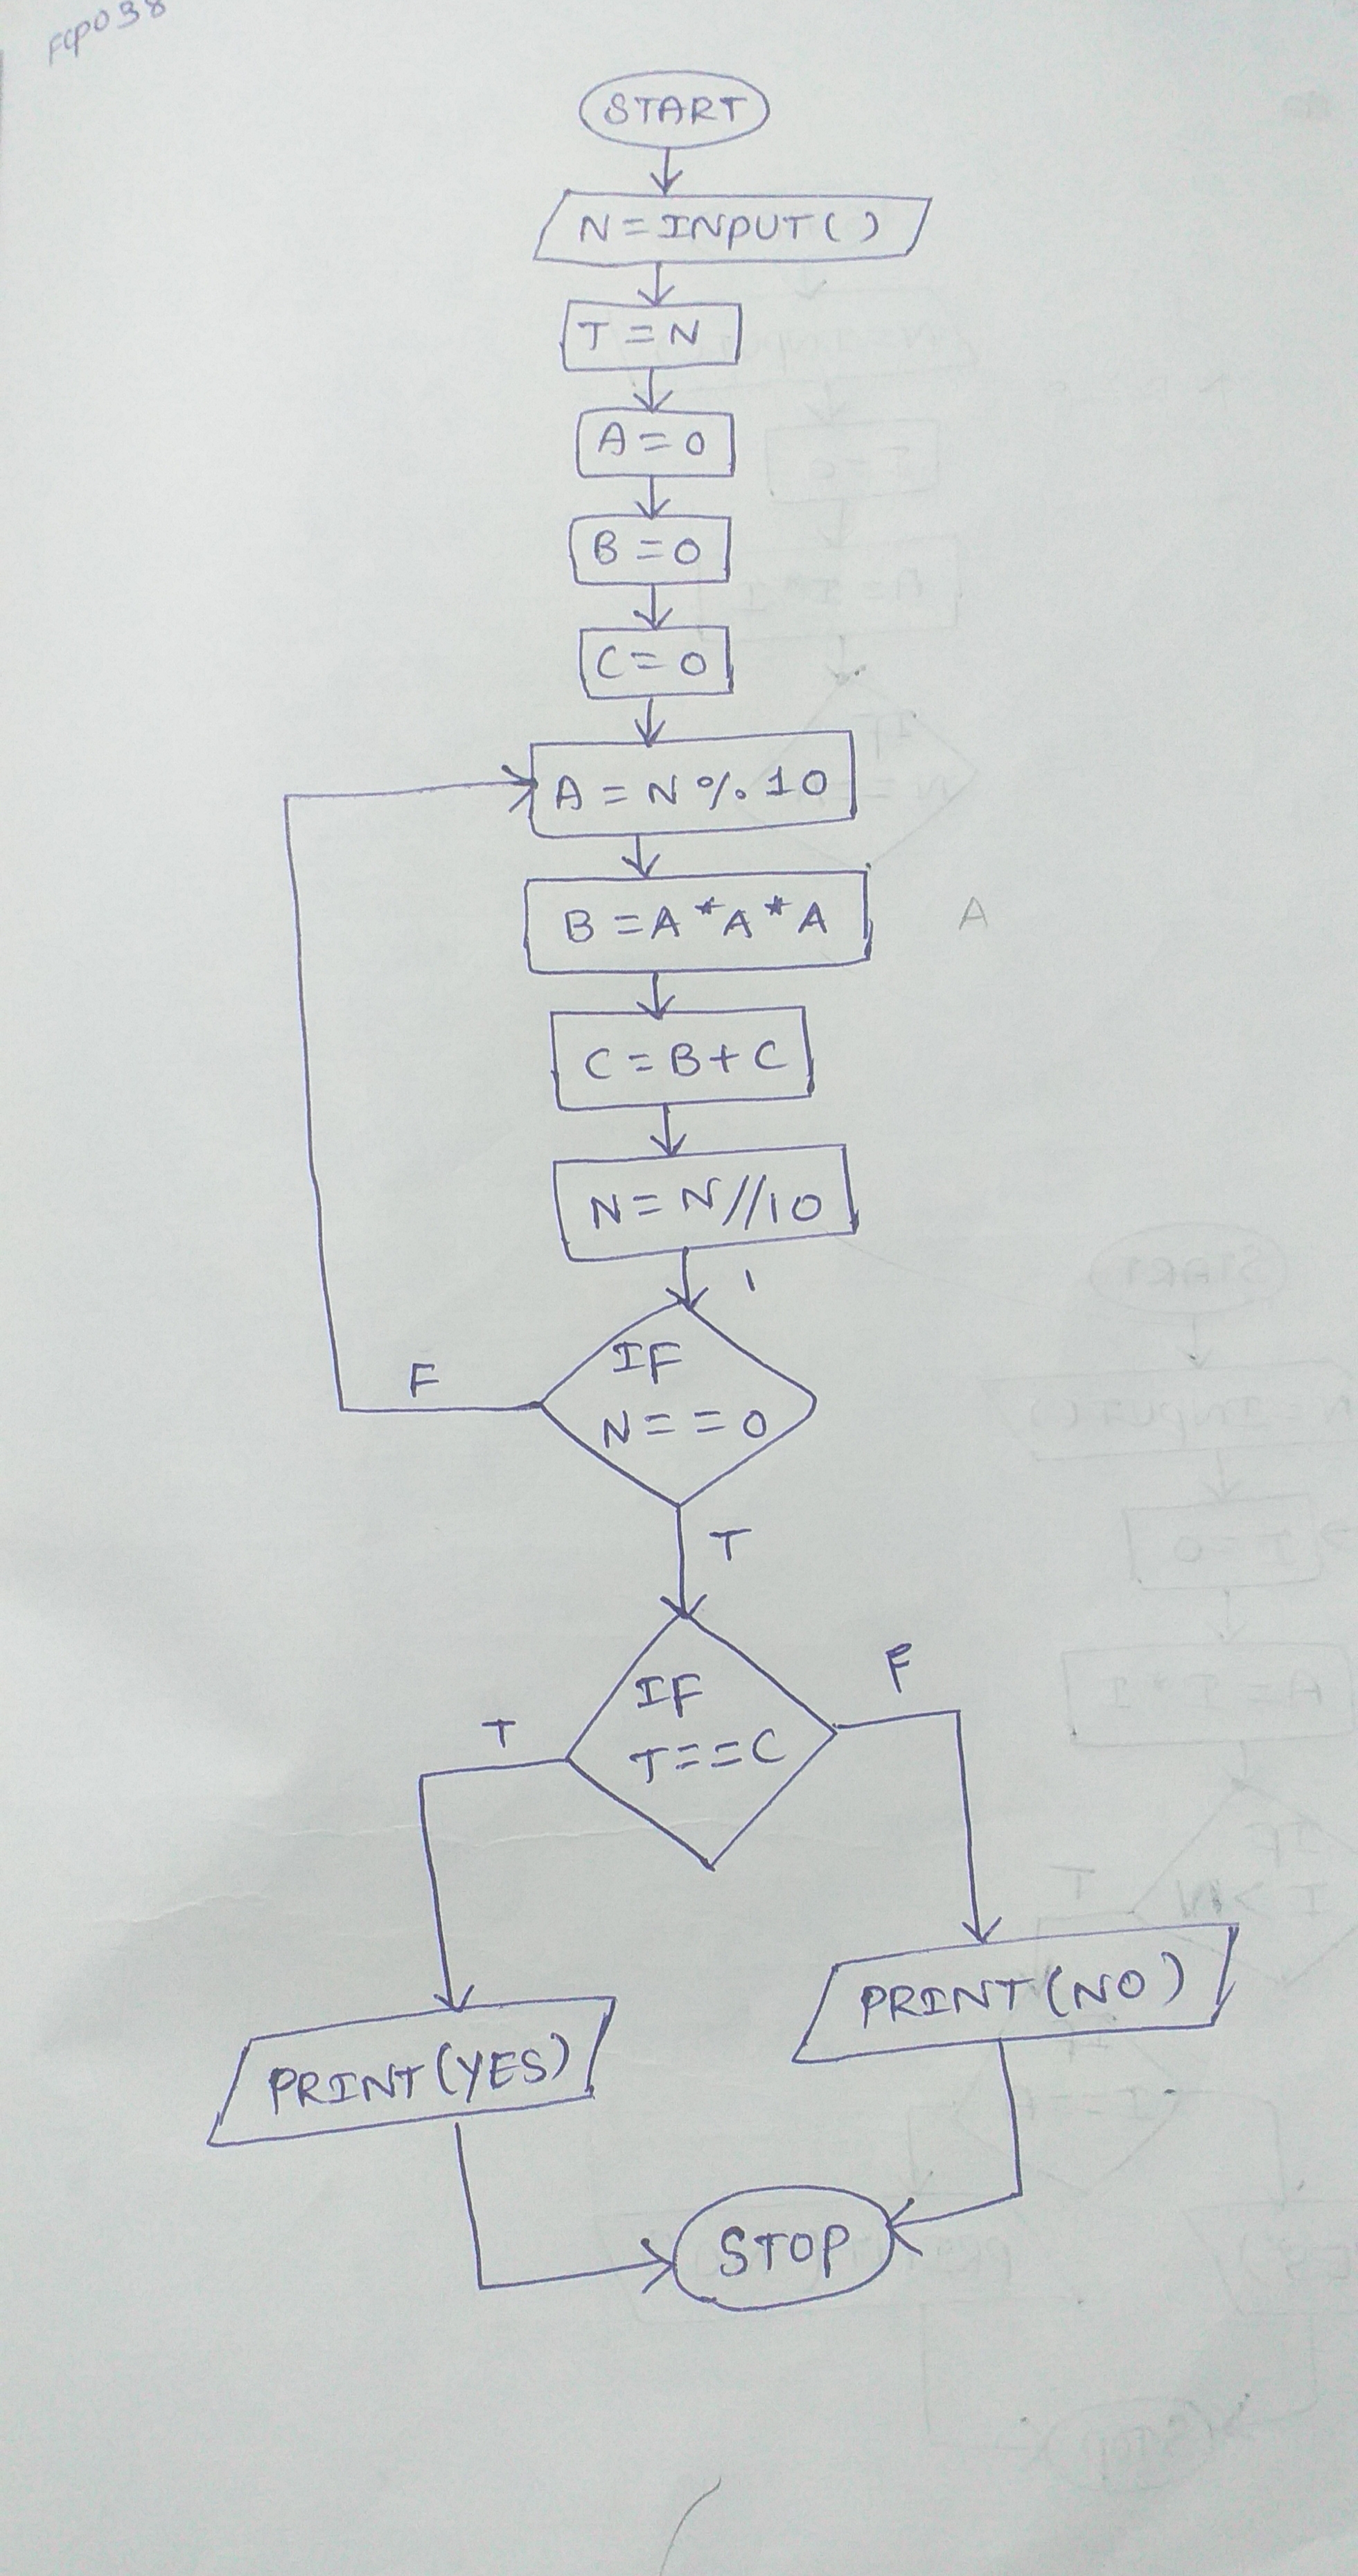 FCP038
START
N=INPUT()
T=N
A=0
B=0
C=0
A=N%10
B=A*A*A
A
C=B+C
N=N//10
IF
N==0
F
T
IF
T==C
T
F
PRINT(NO)
PRINT(YES)
STOP